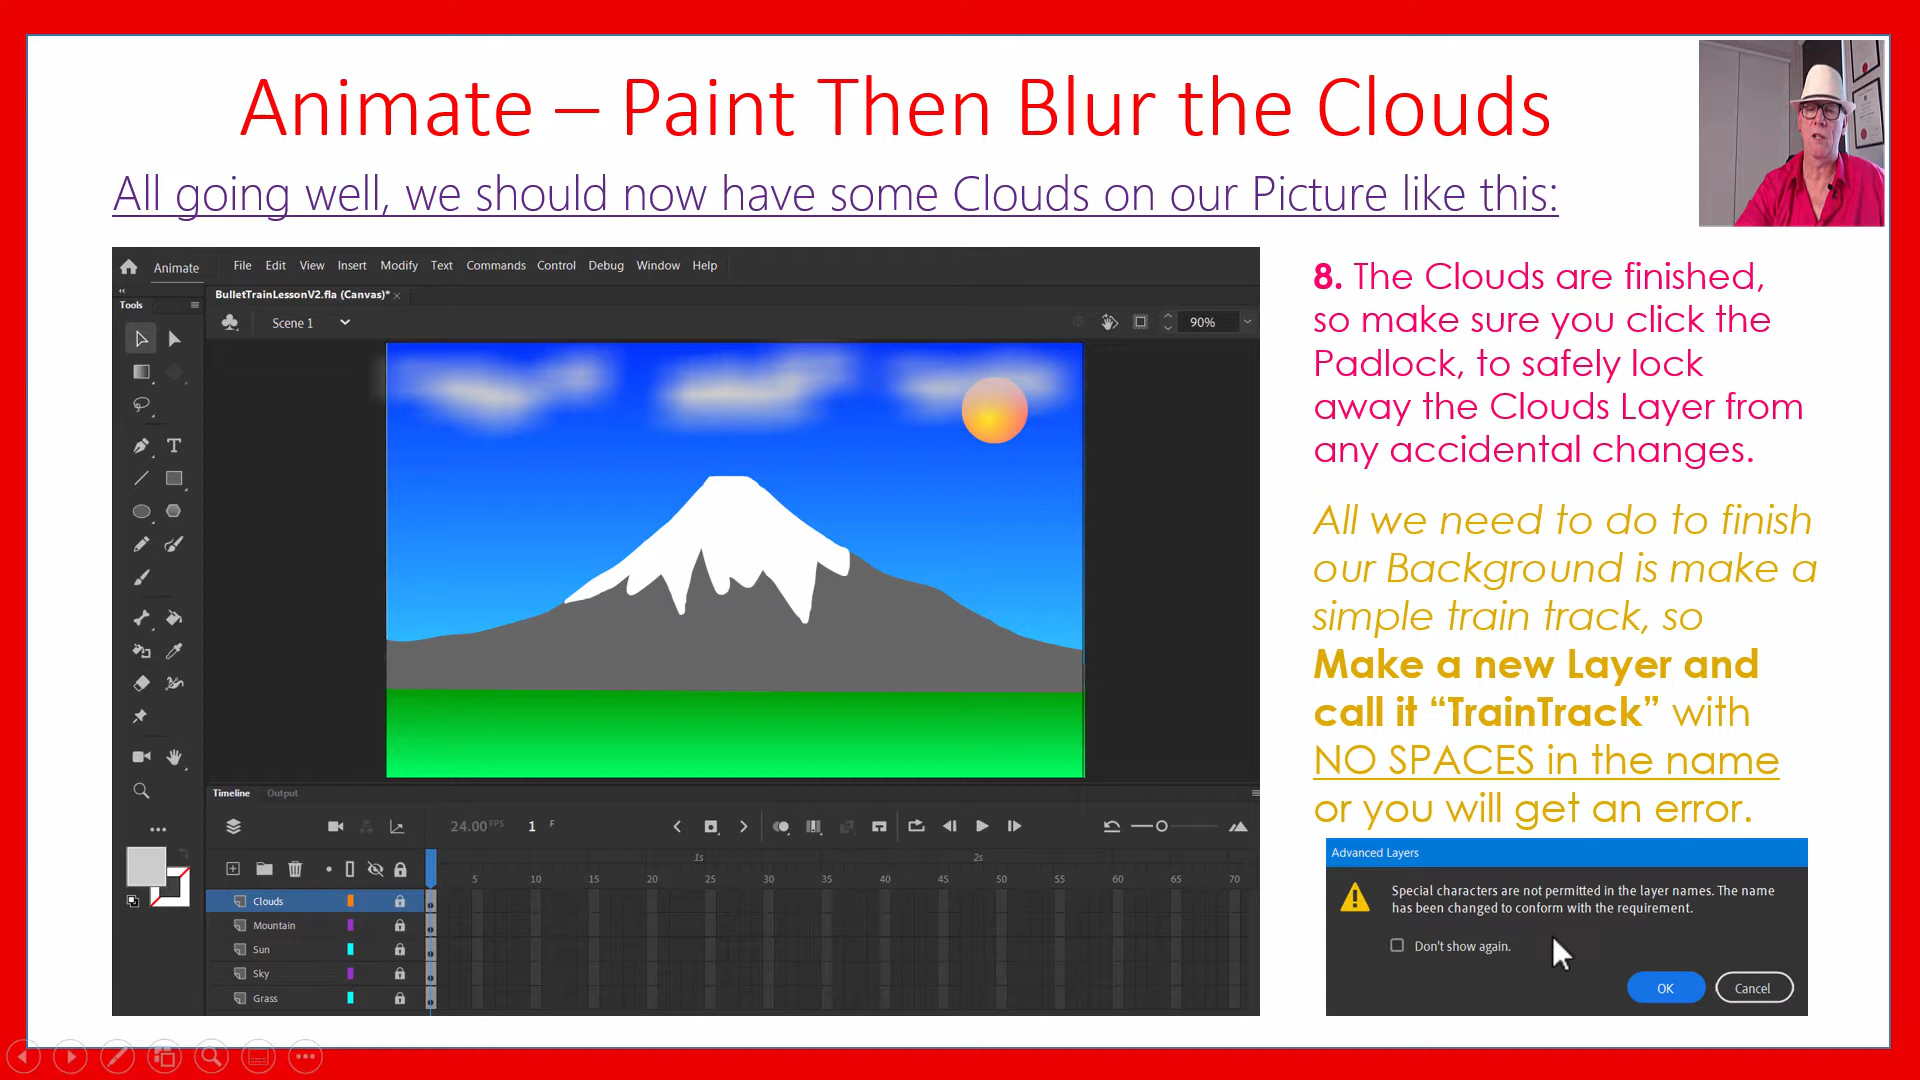 Animate – Paint Then Blur the Clouds
All going well, we should now have some Clouds on our Picture like this:
Animate File Edit View Insert Modify Text Commands Control Debug Window Help
BulletTrainLessonV2.fla (Canvas)*
Tools
Scene 1
90%
Timeline Output
24.00 FPS 1 F
1s 2s
5 10 15 20 25 30 35 40 45 50 55 60 65 70
Clouds
Mountain
Sun
Sky
Grass
8. The Clouds are finished,
so make sure you click the
Padlock, to safely lock
away the Clouds Layer from
any accidental changes.
All we need to do to finish
our Background is make a
simple train track, so
Make a new Layer and
call it “TrainTrack” with
NO SPACES in the name
or you will get an error.
Advanced Layers
Special characters are not permitted in the layer names. The name
has been changed to conform with the requirement.
Don't show again.
OK Cancel